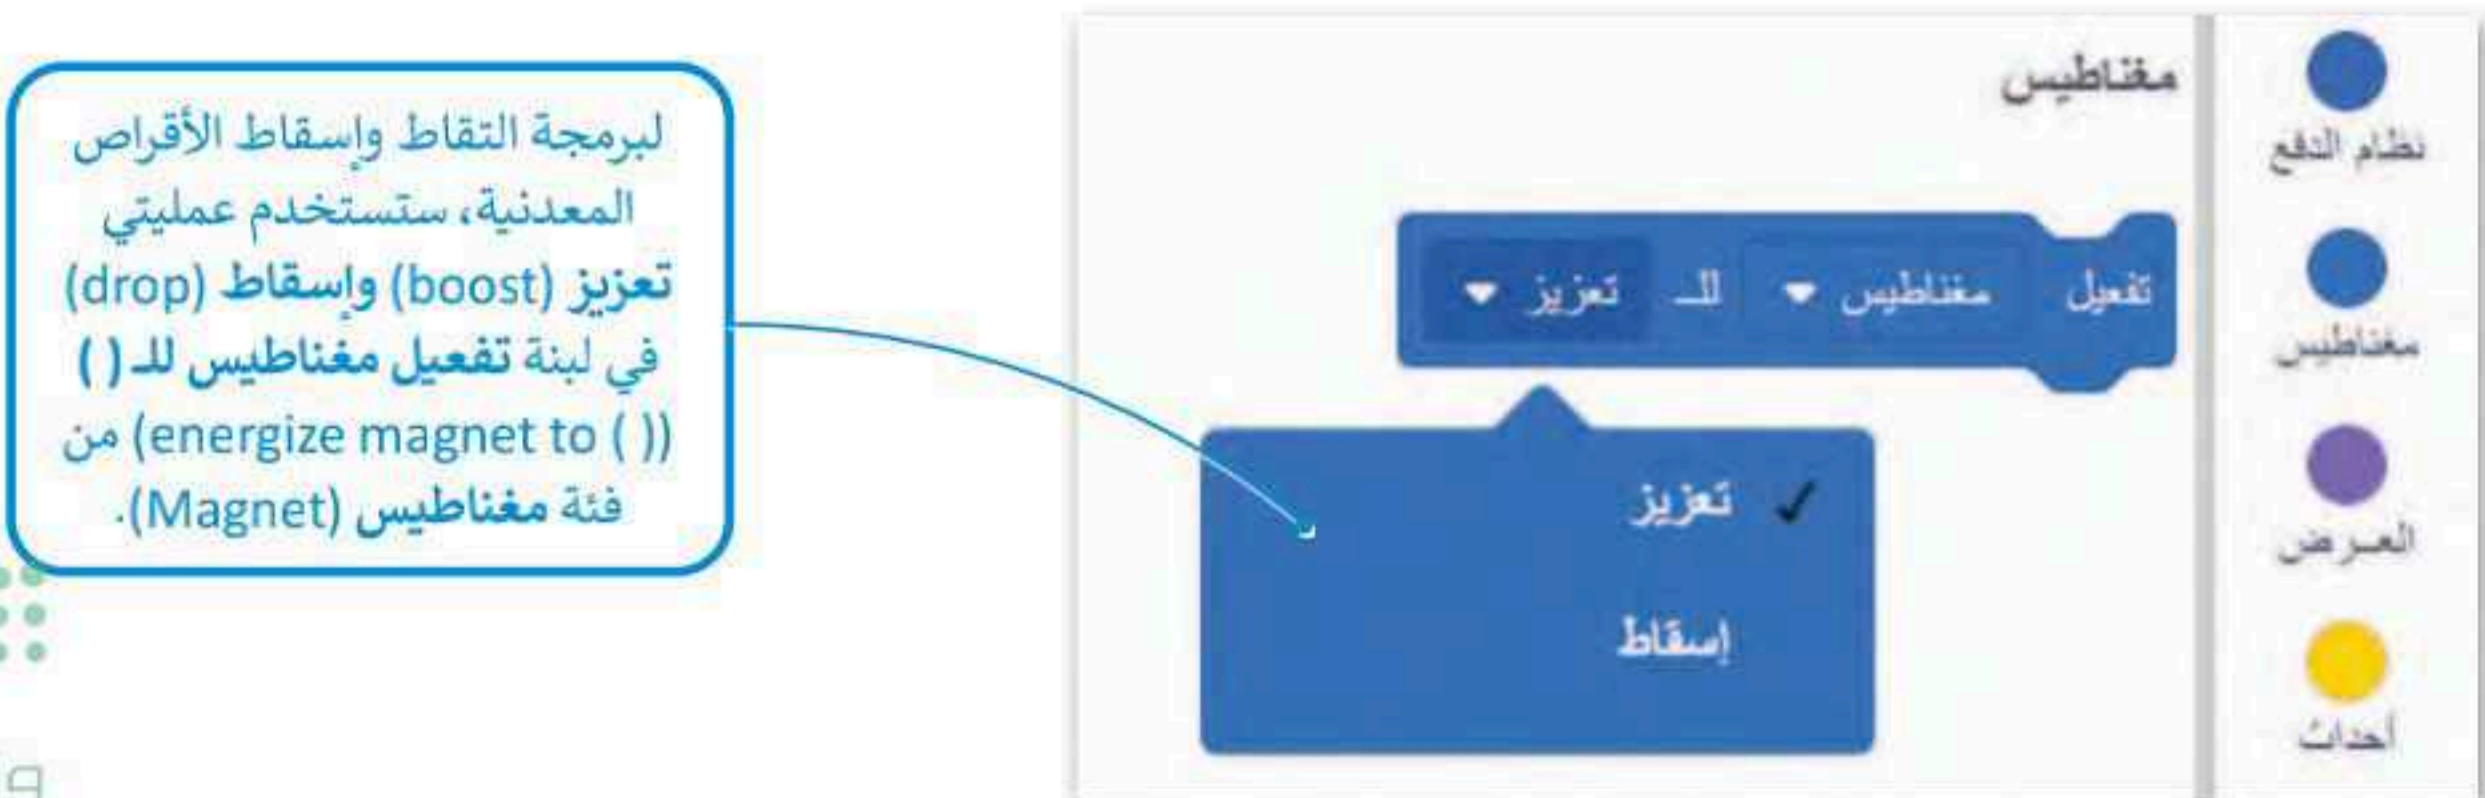 مغناطيس
نظام الدفع
مغناطيس
العرض
أحداث
تفعيل مغناطيس للـ تعزيز
تعزيز
إسقاط
لبرمجة التقاط وإسقاط الأقراص
المعدنية، ستستخدم عمليتي
تعزيز (boost) وإسقاط (drop)
في لبنة تفعيل مغناطيس للـ ( )
(energize magnet to ( )) من
فئة مغناطيس (Magnet).